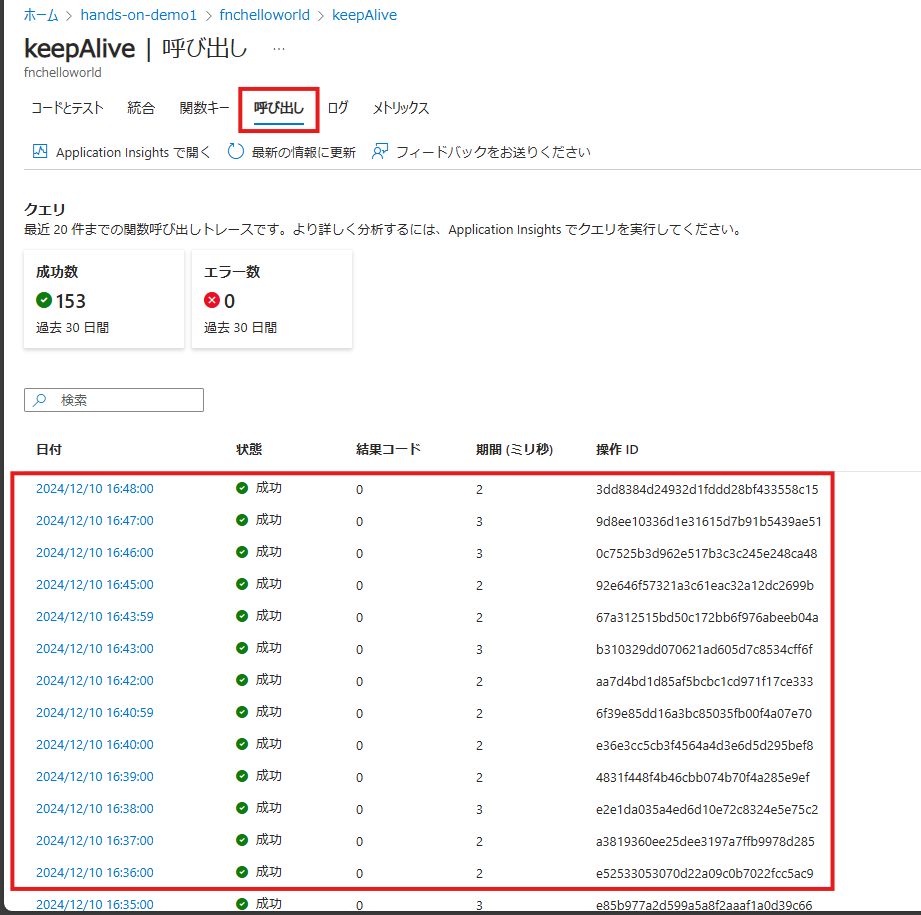 ホーム > hands-on-demo1 > fnchelloworld > keepAlive
keepAlive | 呼び出し ...
fnchelloworld
コードとテスト 統合 関数キー 呼び出し ログ メトリックス
Application Insights で開く 最新の情報に更新 フィードバックをお送りください
クエリ
最近 20 件までの関数呼び出しトレースです。より詳しく分析するには、Application Insights でクエリを実行してください。
成功数 エラー数
153 0
過去 30 日間 過去 30 日間
検索
日付 状態 結果コード 期間 (ミリ秒) 操作 ID
2024/12/10 16:48:00 成功 0 2 3dd8384d24932d1fddd28bf433558c15
2024/12/10 16:47:00 成功 0 3 9d8ee10336d1e31615d7b91b5439ae51
2024/12/10 16:46:00 成功 0 3 0c7525b3d962e517b3c3c245e248ca48
2024/12/10 16:45:00 成功 0 2 92e646f57321a3c61eac32a12dc2699b
2024/12/10 16:43:59 成功 0 2 67a312515bd50c172bb6f976abeeb04a
2024/12/10 16:43:00 成功 0 3 b310329dd070621ad605d7c8534cff6f
2024/12/10 16:42:00 成功 0 2 aa7d4bd1d85af5bcbc1cd971f17ce333
2024/12/10 16:40:59 成功 0 2 6f39e85dd16a3bc85035fb00f4a07e70
2024/12/10 16:40:00 成功 0 2 e36e3cc5cb3f4564a4d3e6d5d295bef8
2024/12/10 16:39:00 成功 0 2 4831f448f4b46cbb074b70f4a285e9ef
2024/12/10 16:38:00 成功 0 3 e2e1da035a4ed6d10e72c8324e5e75c2
2024/12/10 16:37:00 成功 0 2 a3819360ee25dee3197a7ffb9978d285
2024/12/10 16:36:00 成功 0 2 e52533053070d22a09c0b7022fcc5ac9
2024/12/10 16:35:00 成功 0 3 e85b977a2d599a5a8f2aaaf1a0d39c66